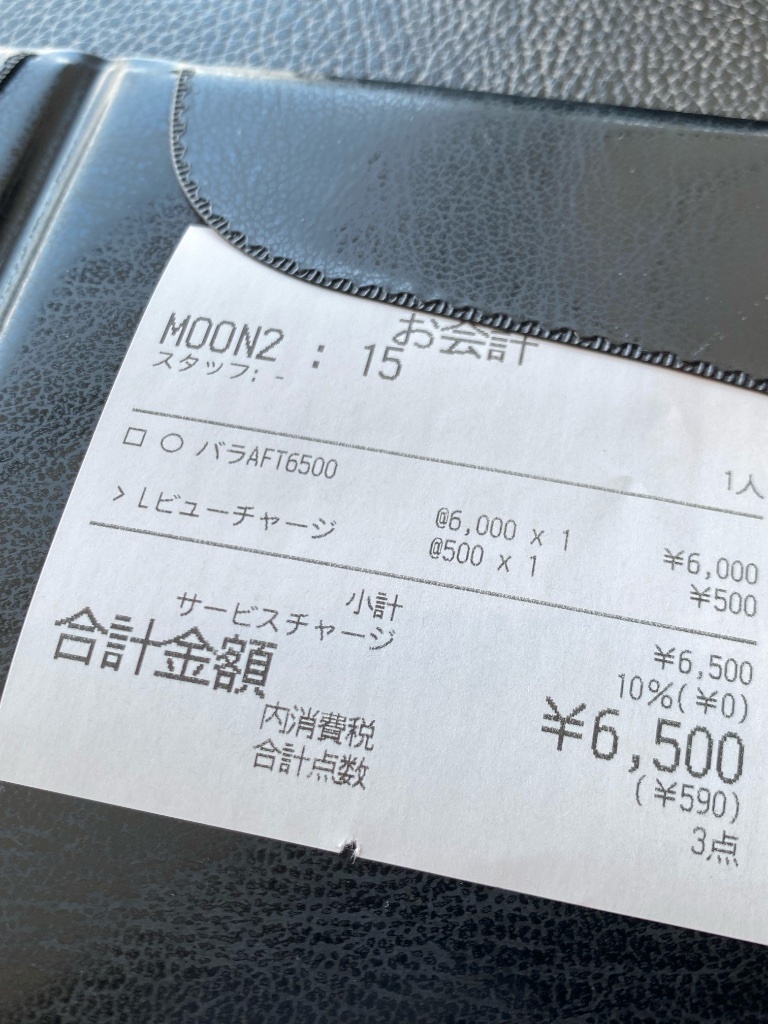 お会計
MOON2 : 15
スタッフ: -
1人
ロ ○ バラAFT6500
@6,000 x 1 ¥6,000
> Lビューチャージ @500 x 1 ¥500
小計 ¥6,500
サービスチャージ 10%(¥0)
合計金額 ¥6,500
内消費税 (¥590)
合計点数 3点